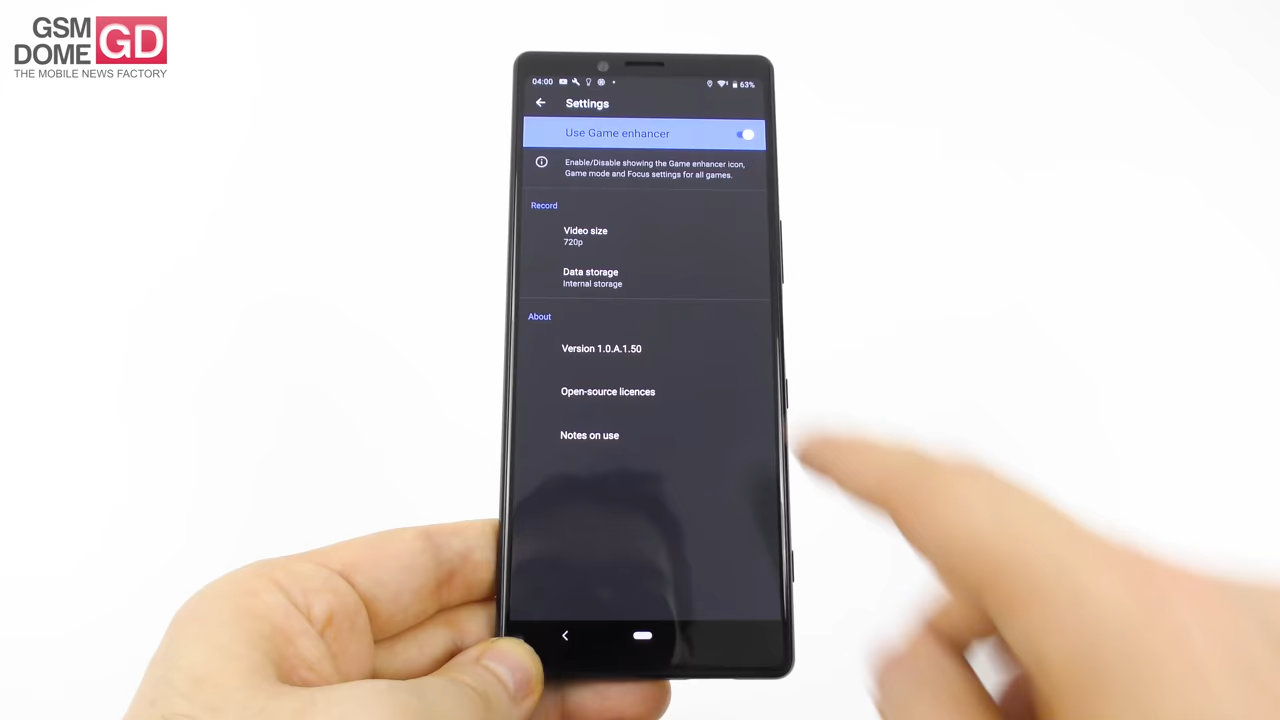 GSM
DOME
GD
THE MOBILE NEWS FACTORY
04:00
63%
Settings
Use Game enhancer
Enable/Disable showing the Game enhancer icon,
Game mode and Focus settings for all games.
Record
Video size
720p
Data storage
Internal storage
About
Version 1.0.A.1.50
Open-source licences
Notes on use